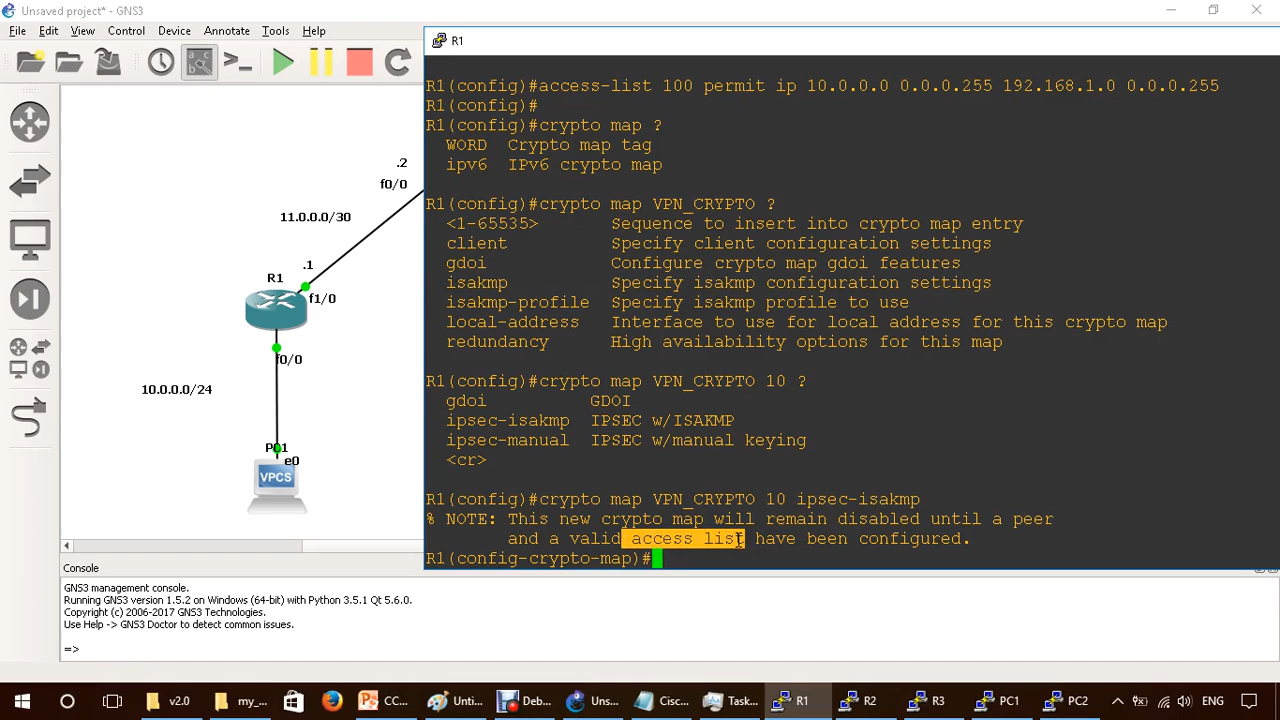 Unsaved project* - GNS3
File Edit View Control Device Annotate Tools Help
R1
R1(config)#access-list 100 permit ip 10.0.0.0 0.0.0.255 192.168.1.0 0.0.0.255
R1(config)#
R1(config)#crypto map ?
WORD Crypto map tag
ipv6 IPv6 crypto map
R1(config)#crypto map VPN_CRYPTO ?
<1-65535> Sequence to insert into crypto map entry
client Specify client configuration settings
gdoi Configure crypto map gdoi features
isakmp Specify isakmp configuration settings
isakmp-profile Specify isakmp profile to use
local-address Interface to use for local address for this crypto map
redundancy High availability options for this map
R1(config)#crypto map VPN_CRYPTO 10 ?
gdoi GDOI
ipsec-isakmp IPSEC w/ISAKMP
ipsec-manual IPSEC w/manual keying
<cr>
R1(config)#crypto map VPN_CRYPTO 10 ipsec-isakmp
% NOTE: This new crypto map will remain disabled until a peer
and a valid access list have been configured.
R1(config-crypto-map)#
.2
f0/0
11.0.0.0/30
.1
R1
f1/0
f0/0
10.0.0.0/24
PC1
e0
VPCS
Console
GNS3 management console.
Running GNS3 version 1.5.2 on Windows (64-bit) with Python 3.5.1 Qt 5.6.0.
Copyright (c) 2006-2017 GNS3 Technologies.
Use Help -> GNS3 Doctor to detect common issues.
=>
v2.0 my_... CC... Unti... Deb... Uns... Cisc... Task... R1 R2 R3 PC1 PC2 ENG